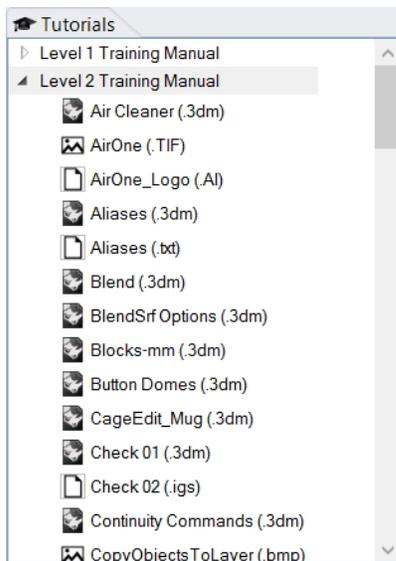 Tutorials
Level 1 Training Manual
Level 2 Training Manual
Air Cleaner (.3dm)
AirOne (.TIF)
AirOne_Logo (.AI)
Aliases (.3dm)
Aliases (.txt)
Blend (.3dm)
BlendSrf Options (.3dm)
Blocks-mm (.3dm)
Button Domes (.3dm)
CageEdit_Mug (.3dm)
Check 01 (.3dm)
Check 02 (.igs)
Continuity Commands (.3dm)
CopyObjectsToLayer (.bmp)